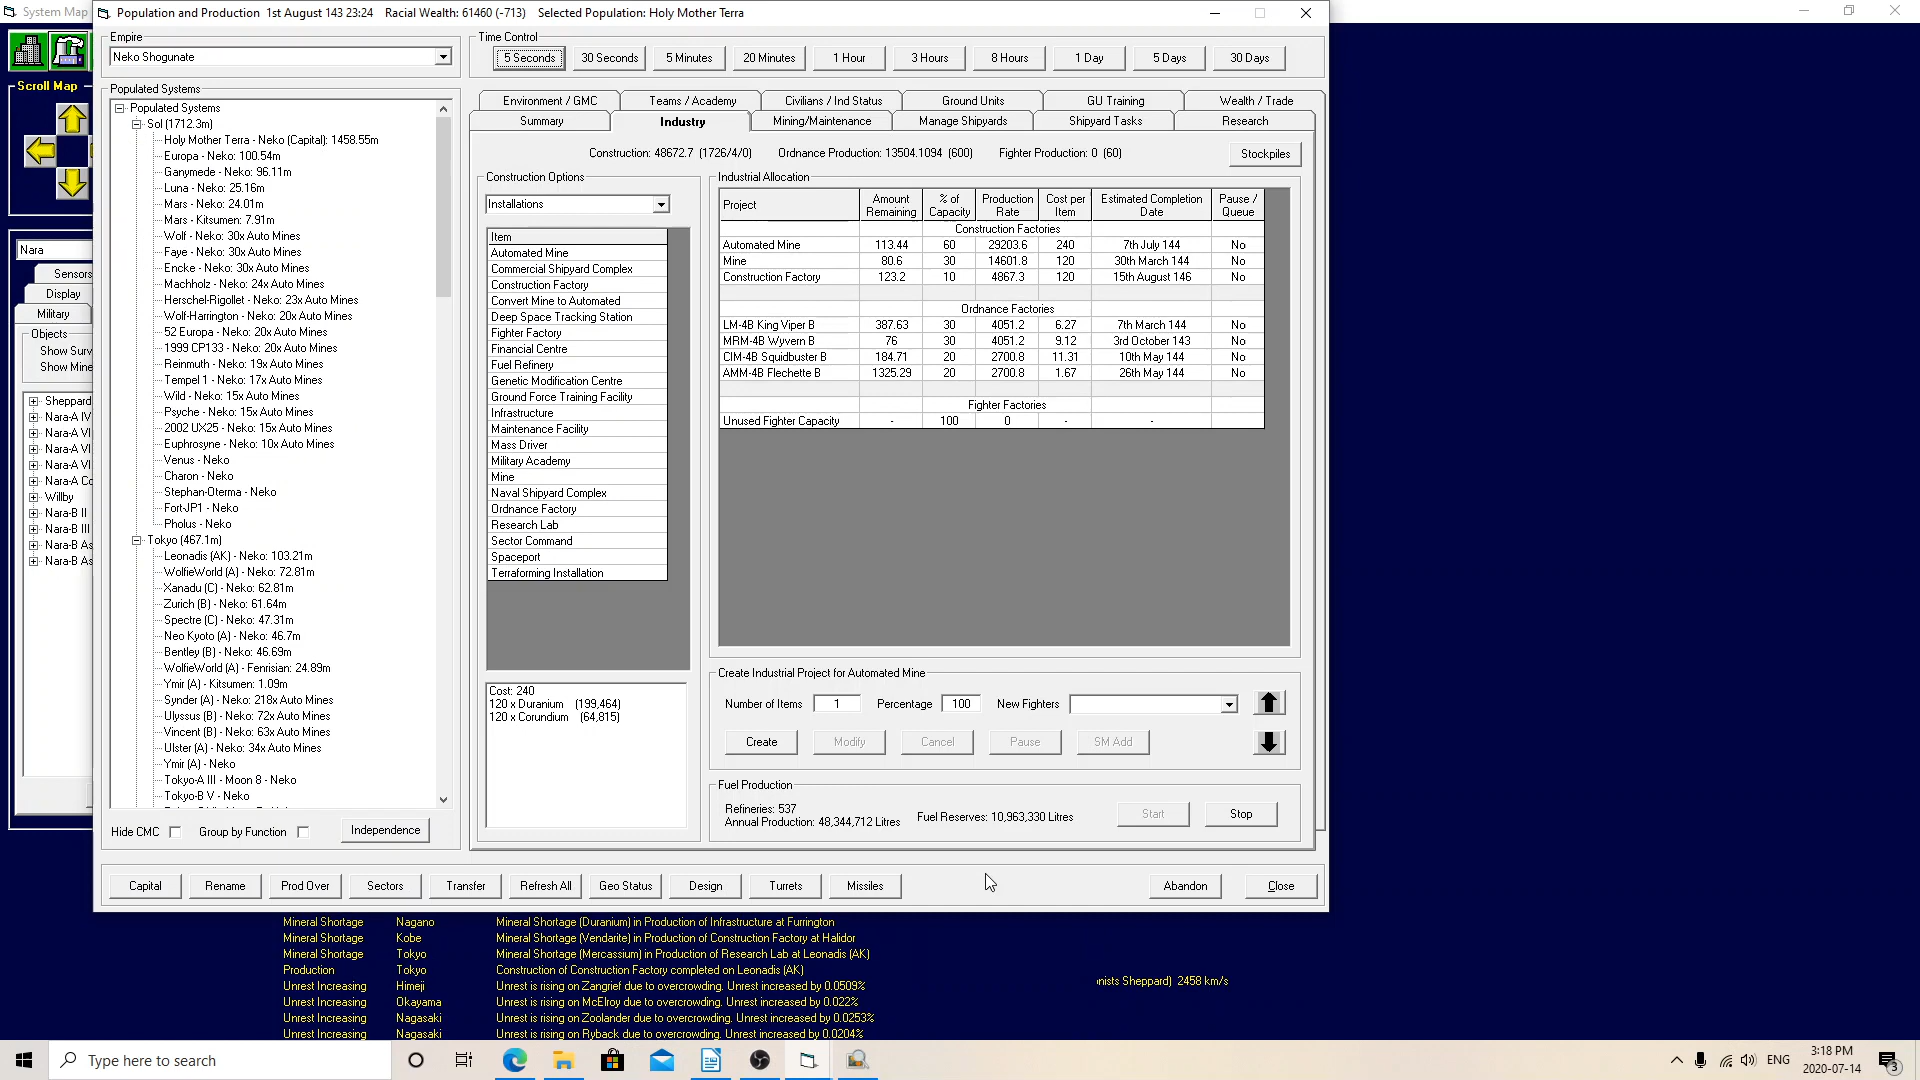 System Map
Population and Production   1st August 143 23:24   Racial Wealth: 61460 (-713)   Selected Population: Holy Mother Terra
Empire
Neko Shogunate
Time Control
5 Seconds
30 Seconds
5 Minutes
20 Minutes
1 Hour
3 Hours
8 Hours
1 Day
5 Days
30 Days
Scroll Map
Nara
Sensors
Display
Military
Objects
Show Surv
Show Mine
Sheppard
Nara-A IV
Nara-A VI
Nara-A VI
Nara-A VI
Nara-A Co
Willby
Nara-B II
Nara-B III
Nara-B As
Nara-B As
Populated Systems
Populated Systems
Sol (1712.3m)
Holy Mother Terra - Neko (Capital): 1458.55m
Europa - Neko: 100.54m
Ganymede - Neko: 96.11m
Luna - Neko: 25.16m
Mars - Neko: 24.01m
Mars - Kitsumen: 7.91m
Wolf - Neko: 30x Auto Mines
Faye - Neko: 30x Auto Mines
Encke - Neko: 30x Auto Mines
Machholz - Neko: 24x Auto Mines
Herschel-Rigollet - Neko: 23x Auto Mines
Wolf-Harrington - Neko: 20x Auto Mines
52 Europa - Neko: 20x Auto Mines
1999 CP133 - Neko: 20x Auto Mines
Reinmuth - Neko: 19x Auto Mines
Tempel 1 - Neko: 17x Auto Mines
Wild - Neko: 15x Auto Mines
Psyche - Neko: 15x Auto Mines
2002 UX25 - Neko: 15x Auto Mines
Euphrosyne - Neko: 10x Auto Mines
Venus - Neko
Charon - Neko
Stephan-Oterma - Neko
Fort-JP1 - Neko
Pholus - Neko
Tokyo (467.1m)
Leonadis (AK) - Neko: 103.21m
WolfieWorld (A) - Neko: 72.81m
Xanadu (C) - Neko: 62.81m
Zurich (B) - Neko: 61.64m
Spectre (C) - Neko: 47.31m
Neo Kyoto (A) - Neko: 46.7m
Bentley (B) - Neko: 46.69m
WolfieWorld (A) - Fenrisian: 24.89m
Ymir (A) - Kitsumen: 1.09m
Synder (A) - Neko: 218x Auto Mines
Ulyssus (B) - Neko: 72x Auto Mines
Vincent (B) - Neko: 63x Auto Mines
Ulster (A) - Neko: 34x Auto Mines
Ymir (A) - Neko
Tokyo-A III - Moon 8 - Neko
Tokyo-B V - Neko
Hide CMC
Group by Function
Independence
Environment / GMC
Teams / Academy
Civilians / Ind Status
Ground Units
GU Training
Wealth / Trade
Summary
Industry
Mining/Maintenance
Manage Shipyards
Shipyard Tasks
Research
Construction: 48672.7 (1726/4/0)   Ordnance Production: 13504.1094 (600)   Fighter Production: 0 (60)
Stockpiles
Construction Options
Installations
Item
Automated Mine
Commercial Shipyard Complex
Construction Factory
Convert Mine to Automated
Deep Space Tracking Station
Fighter Factory
Financial Centre
Fuel Refinery
Genetic Modification Centre
Ground Force Training Facility
Infrastructure
Maintenance Facility
Mass Driver
Military Academy
Mine
Naval Shipyard Complex
Ordnance Factory
Research Lab
Sector Command
Spaceport
Terraforming Installation
Cost: 240
120 x Duranium (199,464)
120 x Corundium (64,815)
Industrial Allocation
Project   Amount Remaining   % of Capacity   Production Rate   Cost per Item   Estimated Completion Date   Pause / Queue
Construction Factories
Automated Mine   113.44   60   29203.6   240   7th July 144   No
Mine   80.6   30   14601.8   120   30th March 144   No
Construction Factory   123.2   10   4867.3   120   15th August 146   No
Ordnance Factories
LM-4B King Viper B   387.63   30   4051.2   6.27   7th March 144   No
MRM-4B Wyvern B   76   30   4051.2   9.12   3rd October 143   No
CIM-4B Squidbuster B   184.71   20   2700.8   11.31   10th May 144   No
AMM-4B Flechette B   1325.29   20   2700.8   1.67   26th May 144   No
Fighter Factories
Unused Fighter Capacity   -   100   0   -   -
Create Industrial Project for Automated Mine
Number of Items   1   Percentage   100   New Fighters
Create
Modify
Cancel
Pause
SM Add
Fuel Production
Refineries: 537
Annual Production: 48,344,712 Litres
Fuel Reserves: 10,963,330 Litres
Start
Stop
Capital
Rename
Prod Over
Sectors
Transfer
Refresh All
Geo Status
Design
Turrets
Missiles
Abandon
Close
Mineral Shortage   Nagano   Mineral Shortage (Duranium) in Production of Infrastructure at Furrington
Mineral Shortage   Kobe   Mineral Shortage (Vendarite) in Production of Construction Factory at Halidor
Mineral Shortage   Tokyo   Mineral Shortage (Mercassium) in Production of Research Lab at Leonadis (AK)
Production   Tokyo   Construction of Construction Factory completed on Leonadis (AK)
Unrest Increasing   Himeji   Unrest is rising on Zangrief due to overcrowding. Unrest increased by 0.0509%
Unrest Increasing   Okayama   Unrest is rising on McElroy due to overcrowding. Unrest increased by 0.022%
Unrest Increasing   Nagasaki   Unrest is rising on Zoolander due to overcrowding. Unrest increased by 0.0253%
Unrest Increasing   Nagasaki   Unrest is rising on Ryback due to overcrowding. Unrest increased by 0.0204%
nists Sheppard) 2458 km/s
Type here to search
ENG
3:18 PM
2020-07-14
3